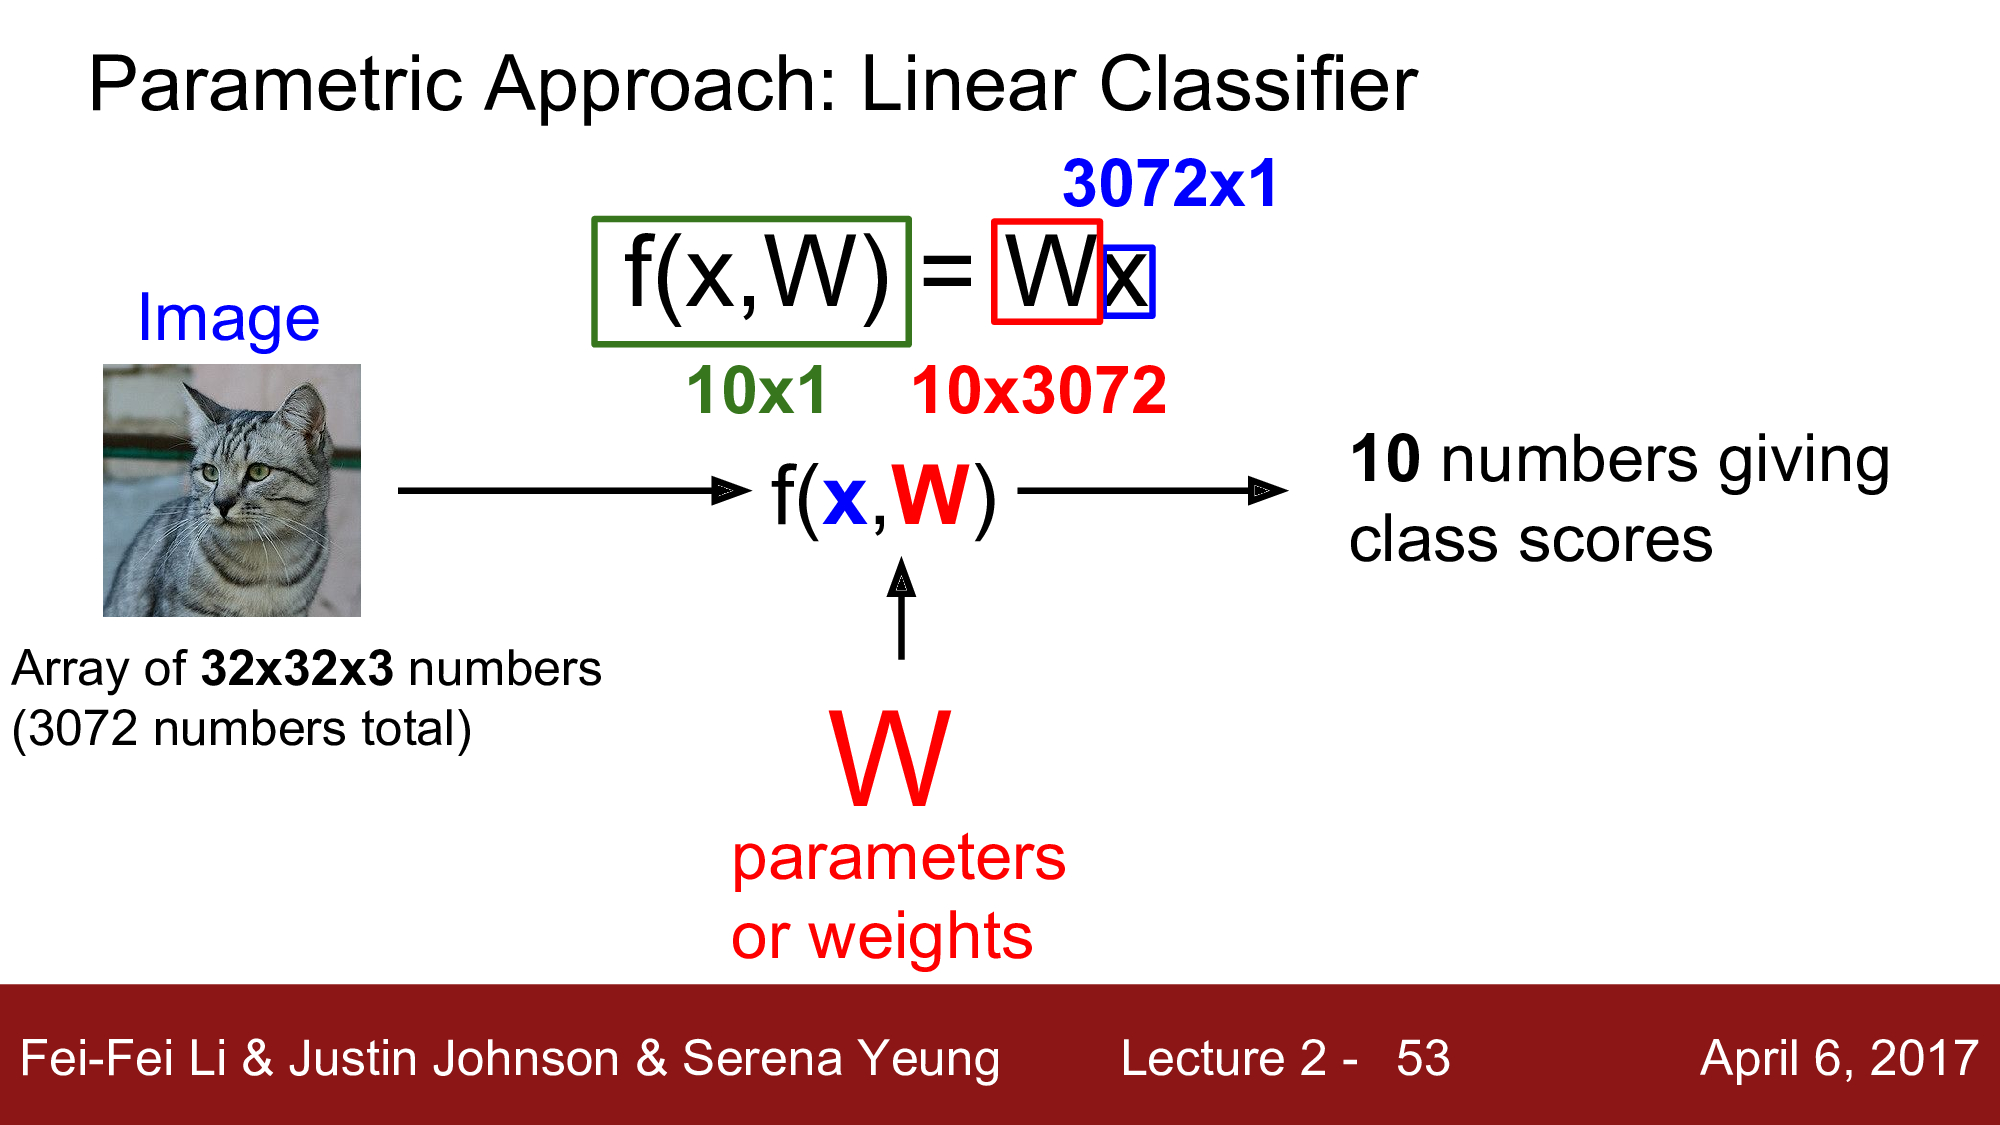 Parametric Approach: Linear Classifier
3072x1
f(x,W) = Wx
Image
10x1 10x3072
f(x,W)
10 numbers giving
class scores
Array of 32x32x3 numbers
(3072 numbers total)
W
parameters
or weights
Fei-Fei Li & Justin Johnson & Serena Yeung Lecture 2 - 53 April 6, 2017